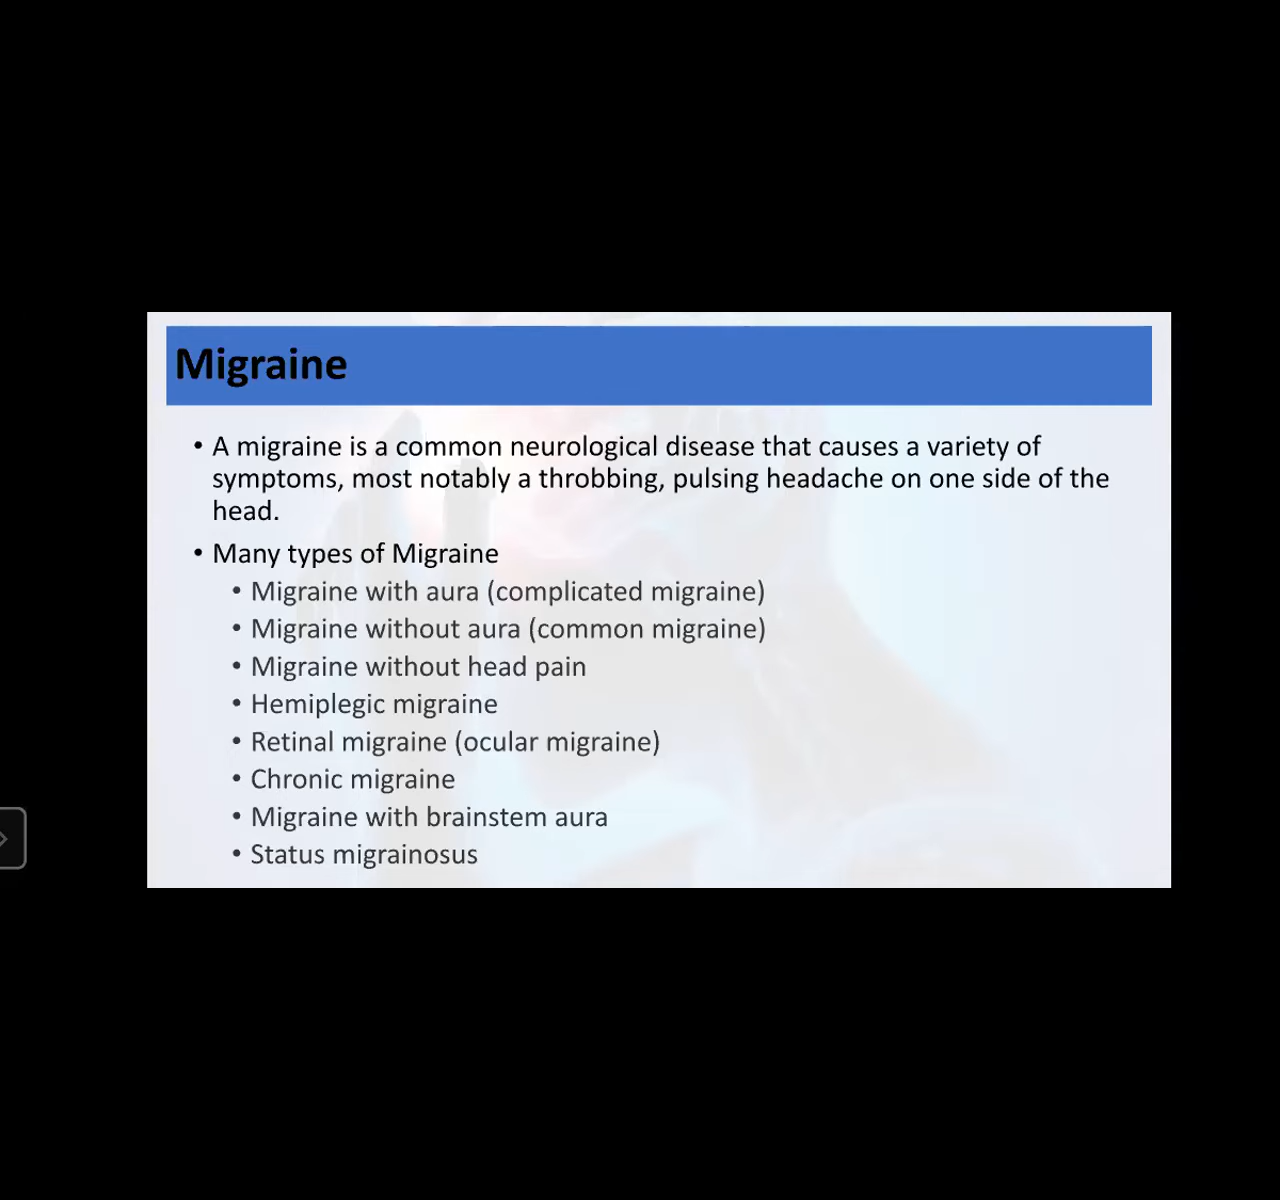 Migraine
• A migraine is a common neurological disease that causes a variety of
symptoms, most notably a throbbing, pulsing headache on one side of the
head.
• Many types of Migraine
• Migraine with aura (complicated migraine)
• Migraine without aura (common migraine)
• Migraine without head pain
• Hemiplegic migraine
• Retinal migraine (ocular migraine)
• Chronic migraine
• Migraine with brainstem aura
• Status migrainosus